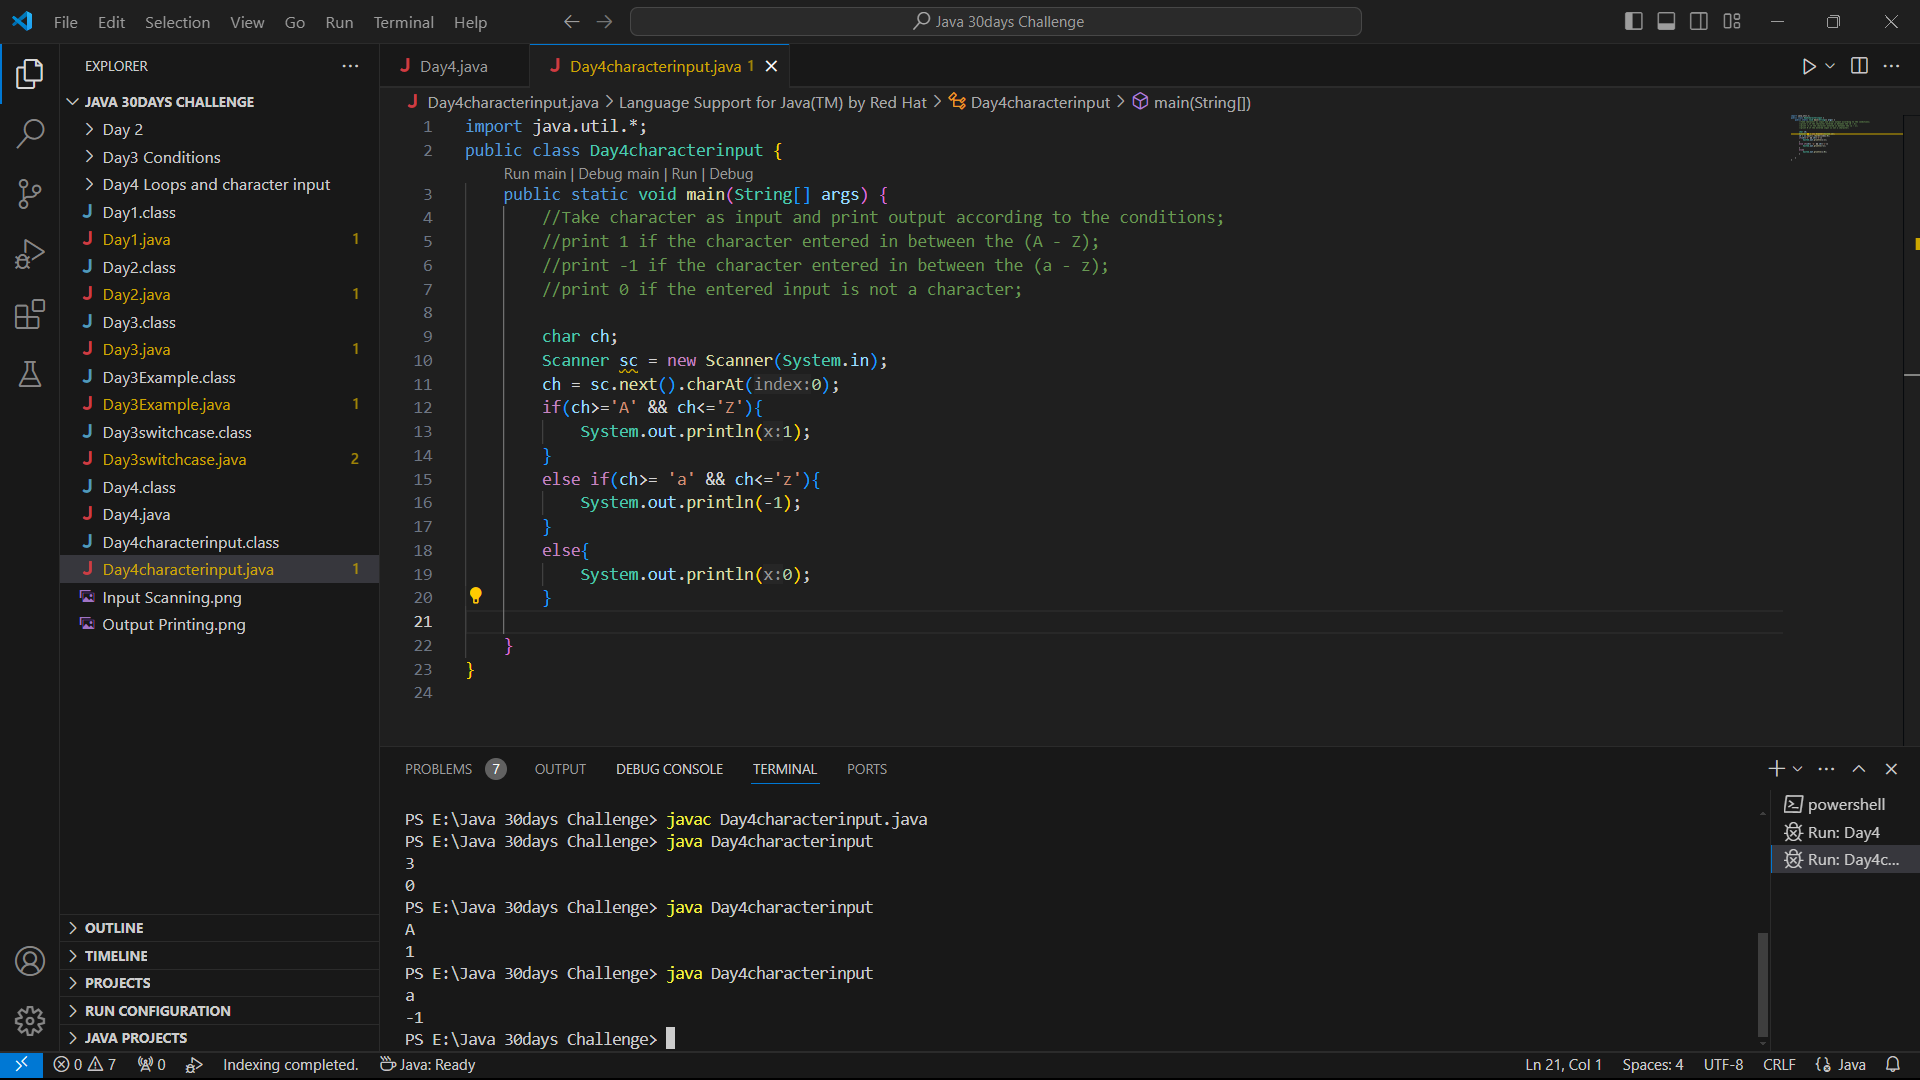 File Edit Selection View Go Run Terminal Help
Java 30days Challenge
EXPLORER
JAVA 30DAYS CHALLENGE
Day 2
Day3 Conditions
Day4 Loops and character input
Day1.class
Day1.java 1
Day2.class
Day2.java 1
Day3.class
Day3.java 1
Day3Example.class
Day3Example.java 1
Day3switchcase.class
Day3switchcase.java 2
Day4.class
Day4.java
Day4characterinput.class
Day4characterinput.java 1
Input Scanning.png
Output Printing.png
OUTLINE
TIMELINE
PROJECTS
RUN CONFIGURATION
JAVA PROJECTS
Day4.java
Day4characterinput.java 1
Day4characterinput.java > Language Support for Java(TM) by Red Hat > Day4characterinput > main(String[])
1 import java.util.*;
2 public class Day4characterinput {
Run main | Debug main | Run | Debug
3 public static void main(String[] args) {
4 //Take character as input and print output according to the conditions;
5 //print 1 if the character entered in between the (A - Z);
6 //print -1 if the character entered in between the (a - z);
7 //print 0 if the entered input is not a character;
8
9 char ch;
10 Scanner sc = new Scanner(System.in);
11 ch = sc.next().charAt(index:0);
12 if(ch>='A' && ch<='Z'){
13 System.out.println(x:1);
14 }
15 else if(ch>= 'a' && ch<='z'){
16 System.out.println(-1);
17 }
18 else{
19 System.out.println(x:0);
20 }
21
22 }
23 }
24
PROBLEMS 7 OUTPUT DEBUG CONSOLE TERMINAL PORTS
PS E:\Java 30days Challenge> javac Day4characterinput.java
PS E:\Java 30days Challenge> java Day4characterinput
3
0
PS E:\Java 30days Challenge> java Day4characterinput
A
1
PS E:\Java 30days Challenge> java Day4characterinput
a
-1
PS E:\Java 30days Challenge>
powershell
Run: Day4
Run: Day4c...
0 7 0 Indexing completed. Java: Ready
Ln 21, Col 1 Spaces: 4 UTF-8 CRLF Java